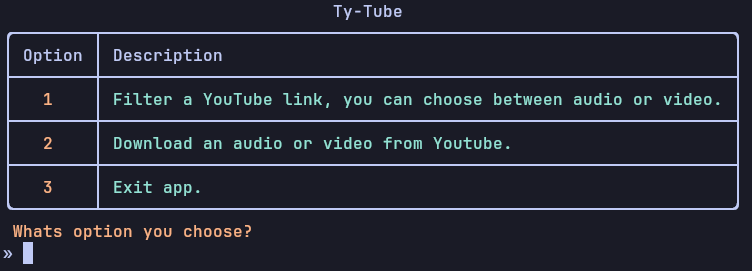 Ty-Tube
Option Description
1 Filter a YouTube link, you can choose between audio or video.
2 Download an audio or video from Youtube.
3 Exit app.
Whats option you choose?
»